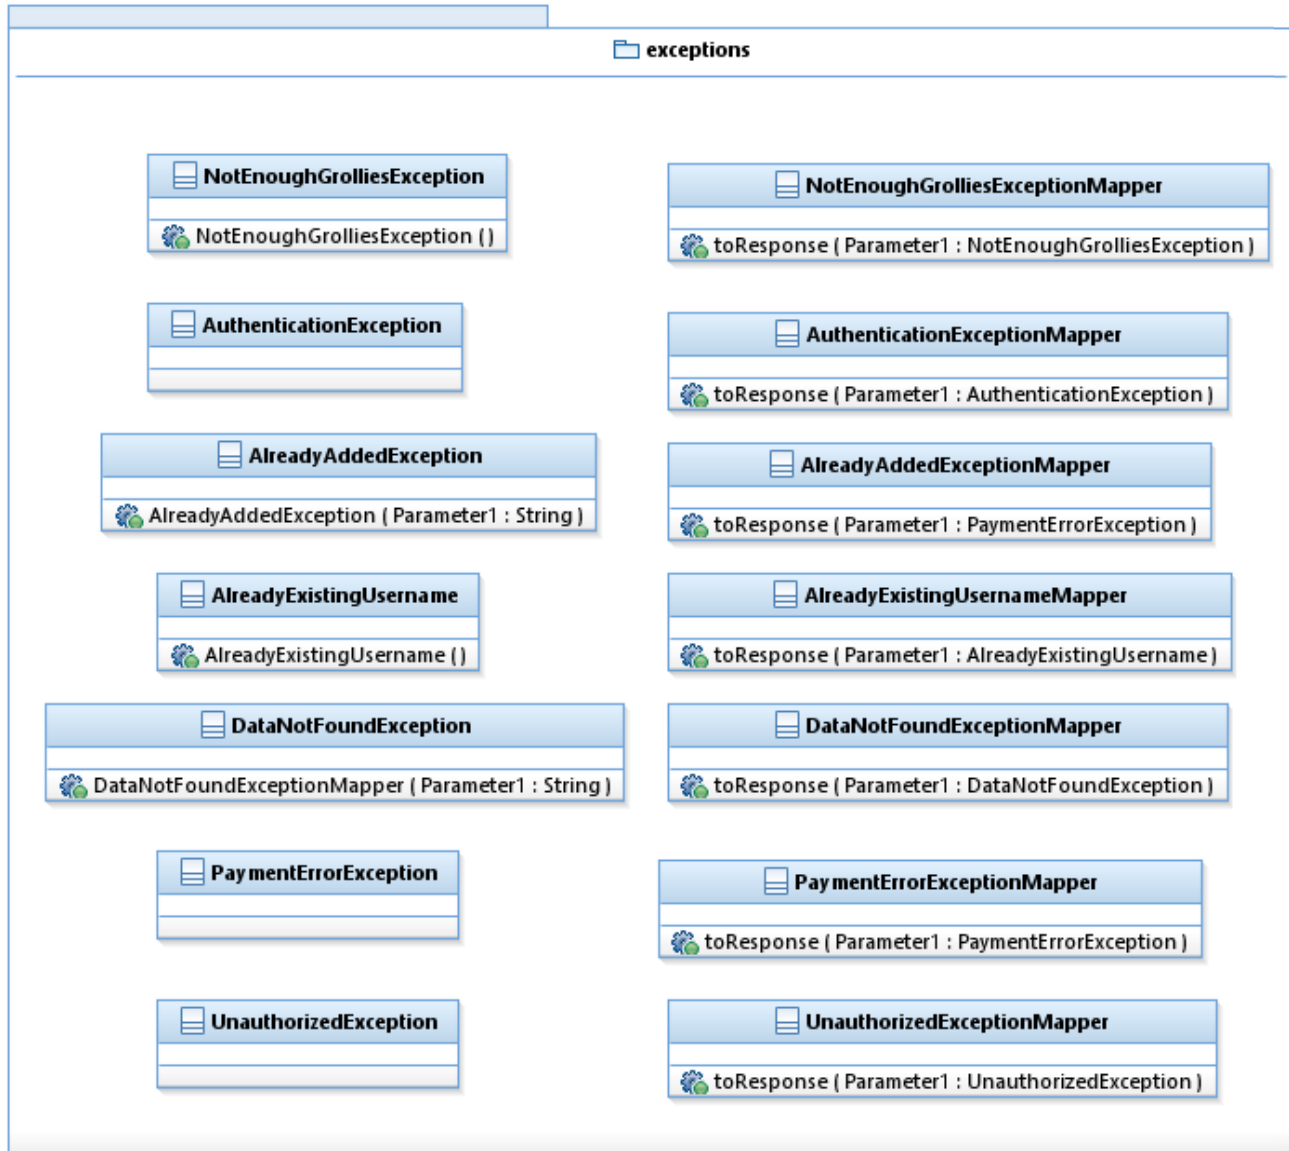 exceptions
NotEnoughGrolliesException
NotEnoughGrolliesException ( )
NotEnoughGrolliesExceptionMapper
toResponse ( Parameter1 : NotEnoughGrolliesException )
AuthenticationException
AuthenticationExceptionMapper
toResponse ( Parameter1 : AuthenticationException )
AlreadyAddedException
AlreadyAddedException ( Parameter1 : String )
AlreadyAddedExceptionMapper
toResponse ( Parameter1 : PaymentErrorException )
AlreadyExistingUsername
AlreadyExistingUsername ( )
AlreadyExistingUsernameMapper
toResponse ( Parameter1 : AlreadyExistingUsername )
DataNotFoundException
DataNotFoundExceptionMapper ( Parameter1 : String )
DataNotFoundExceptionMapper
toResponse ( Parameter1 : DataNotFoundException )
PaymentErrorException
PaymentErrorExceptionMapper
toResponse ( Parameter1 : PaymentErrorException )
UnauthorizedException
UnauthorizedExceptionMapper
toResponse ( Parameter1 : UnauthorizedException )